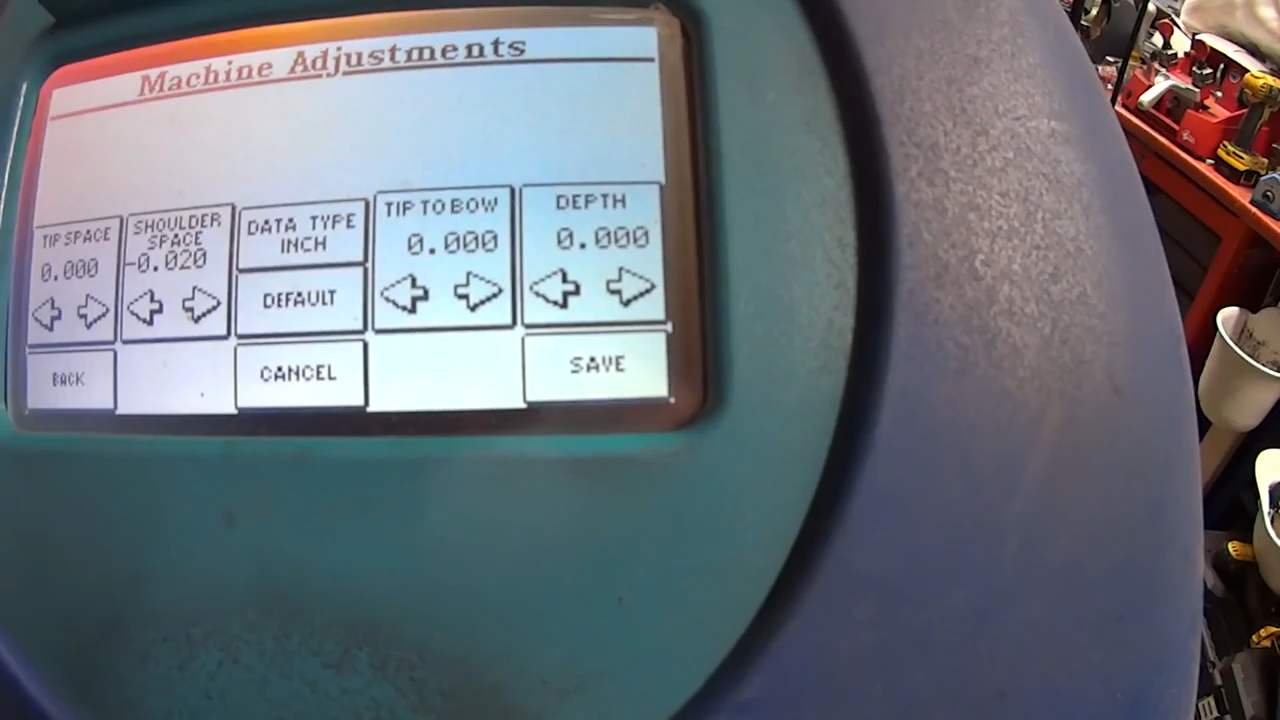 Machine Adjustments
TIP SPACE
0.000
SHOULDER
SPACE
-0.020
DATA TYPE
INCH
DEFAULT
TIP TO BOW
0.000
DEPTH
0.000
BACK
CANCEL
SAVE